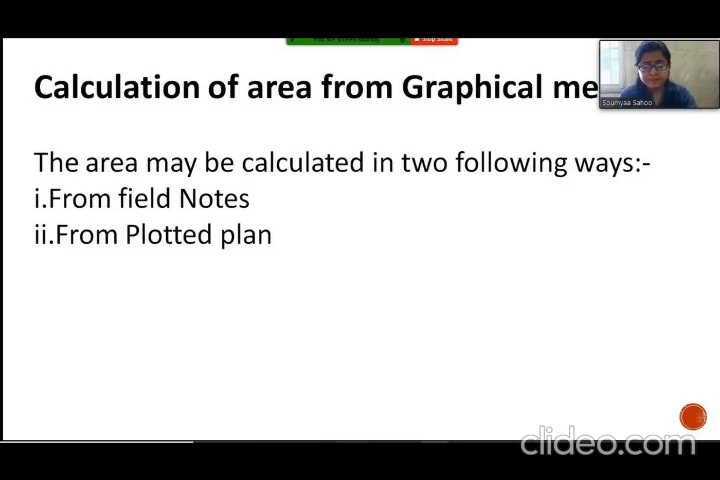 Stop Share
Calculation of area from Graphical me
Soumyaa Sahoo
The area may be calculated in two following ways:-
i.From field Notes
ii.From Plotted plan
clideo.com